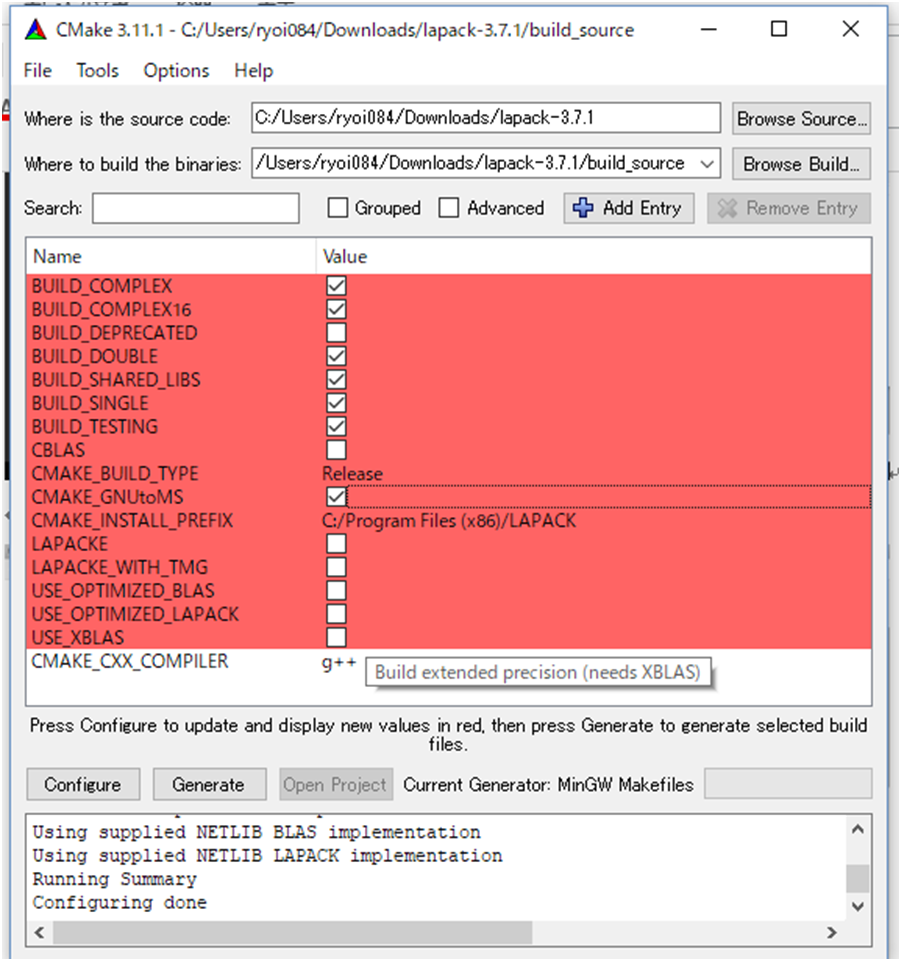 CMake 3.11.1 - C:/Users/ryoi084/Downloads/lapack-3.7.1/build_source
File Tools Options Help
Where is the source code: C:/Users/ryoi084/Downloads/lapack-3.7.1 Browse Source...
Where to build the binaries: /Users/ryoi084/Downloads/lapack-3.7.1/build_source Browse Build...
Search: Grouped Advanced Add Entry Remove Entry
Name Value
BUILD_COMPLEX
BUILD_COMPLEX16
BUILD_DEPRECATED
BUILD_DOUBLE
BUILD_SHARED_LIBS
BUILD_SINGLE
BUILD_TESTING
CBLAS
CMAKE_BUILD_TYPE Release
CMAKE_GNUtoMS
CMAKE_INSTALL_PREFIX C:/Program Files (x86)/LAPACK
LAPACKE
LAPACKE_WITH_TMG
USE_OPTIMIZED_BLAS
USE_OPTIMIZED_LAPACK
USE_XBLAS
CMAKE_CXX_COMPILER g++
Build extended precision (needs XBLAS)
Press Configure to update and display new values in red, then press Generate to generate selected build
files.
Configure Generate Open Project Current Generator: MinGW Makefiles
Using supplied NETLIB BLAS implementation
Using supplied NETLIB LAPACK implementation
Running Summary
Configuring done